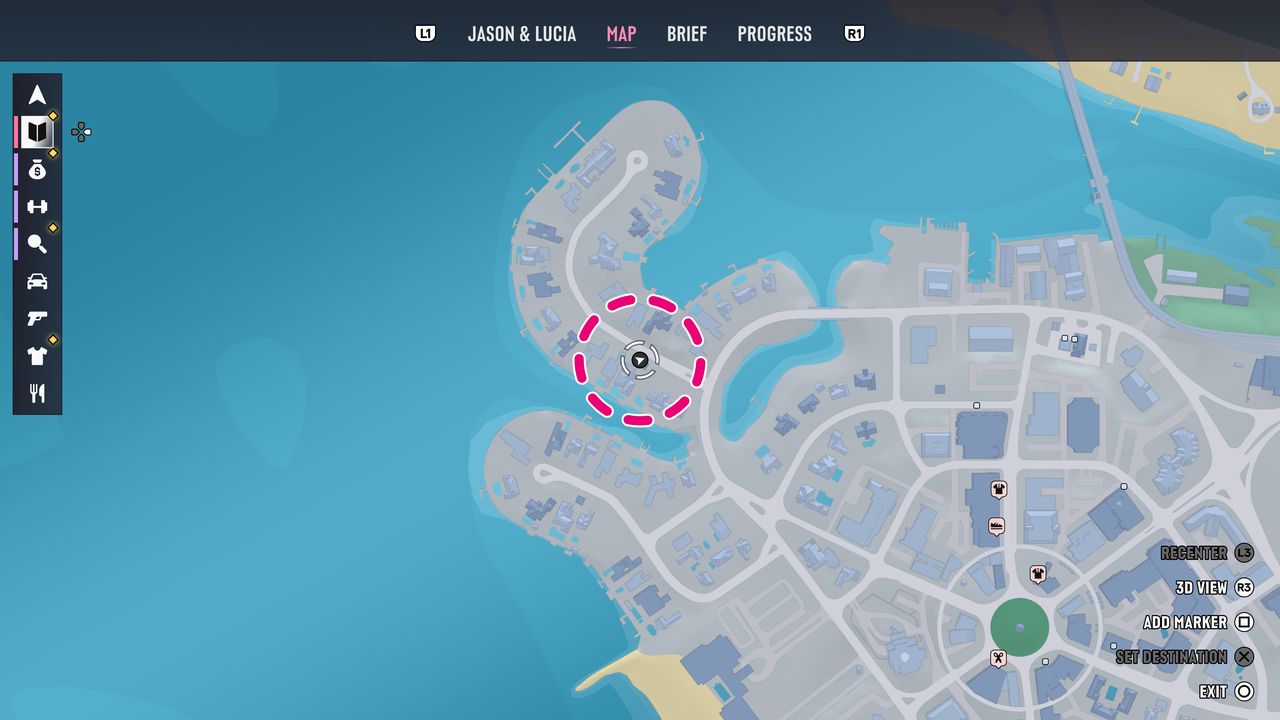 L1 JASON & LUCIA MAP BRIEF PROGRESS R1
RECENTER L3
3D VIEW R3
ADD MARKER
SET DESTINATION
EXIT